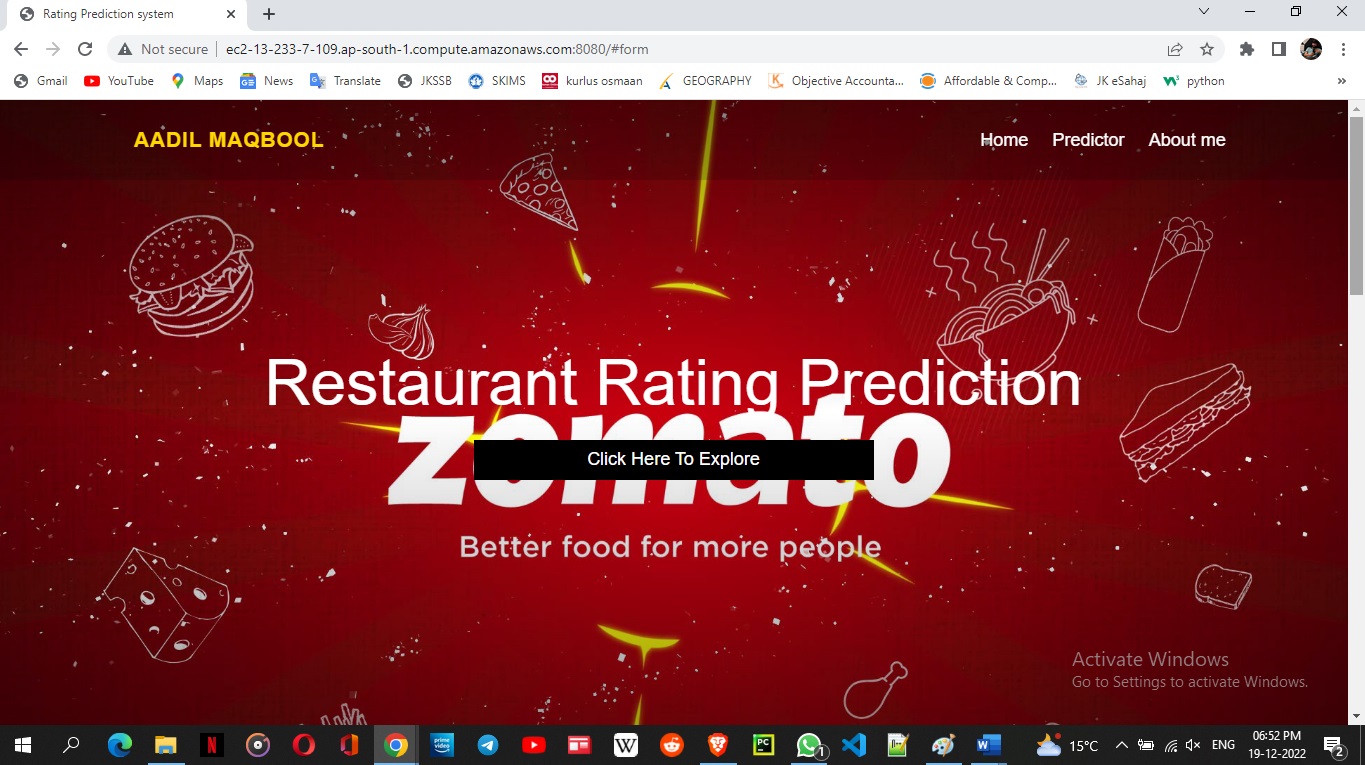 Rating Prediction system
Not secure
ec2-13-233-7-109.ap-south-1.compute.amazonaws.com:8080/#form
Gmail YouTube Maps News Translate JKSSB SKIMS kurlus osmaan GEOGRAPHY Objective Accounta... Affordable & Comp... JK eSahaj python
AADIL MAQBOOL
Home Predictor About me
Restaurant Rating Prediction
zomato
Click Here To Explore
Better food for more people
Activate Windows
Go to Settings to activate Windows.
15°C
ENG
06:52 PM
19-12-2022